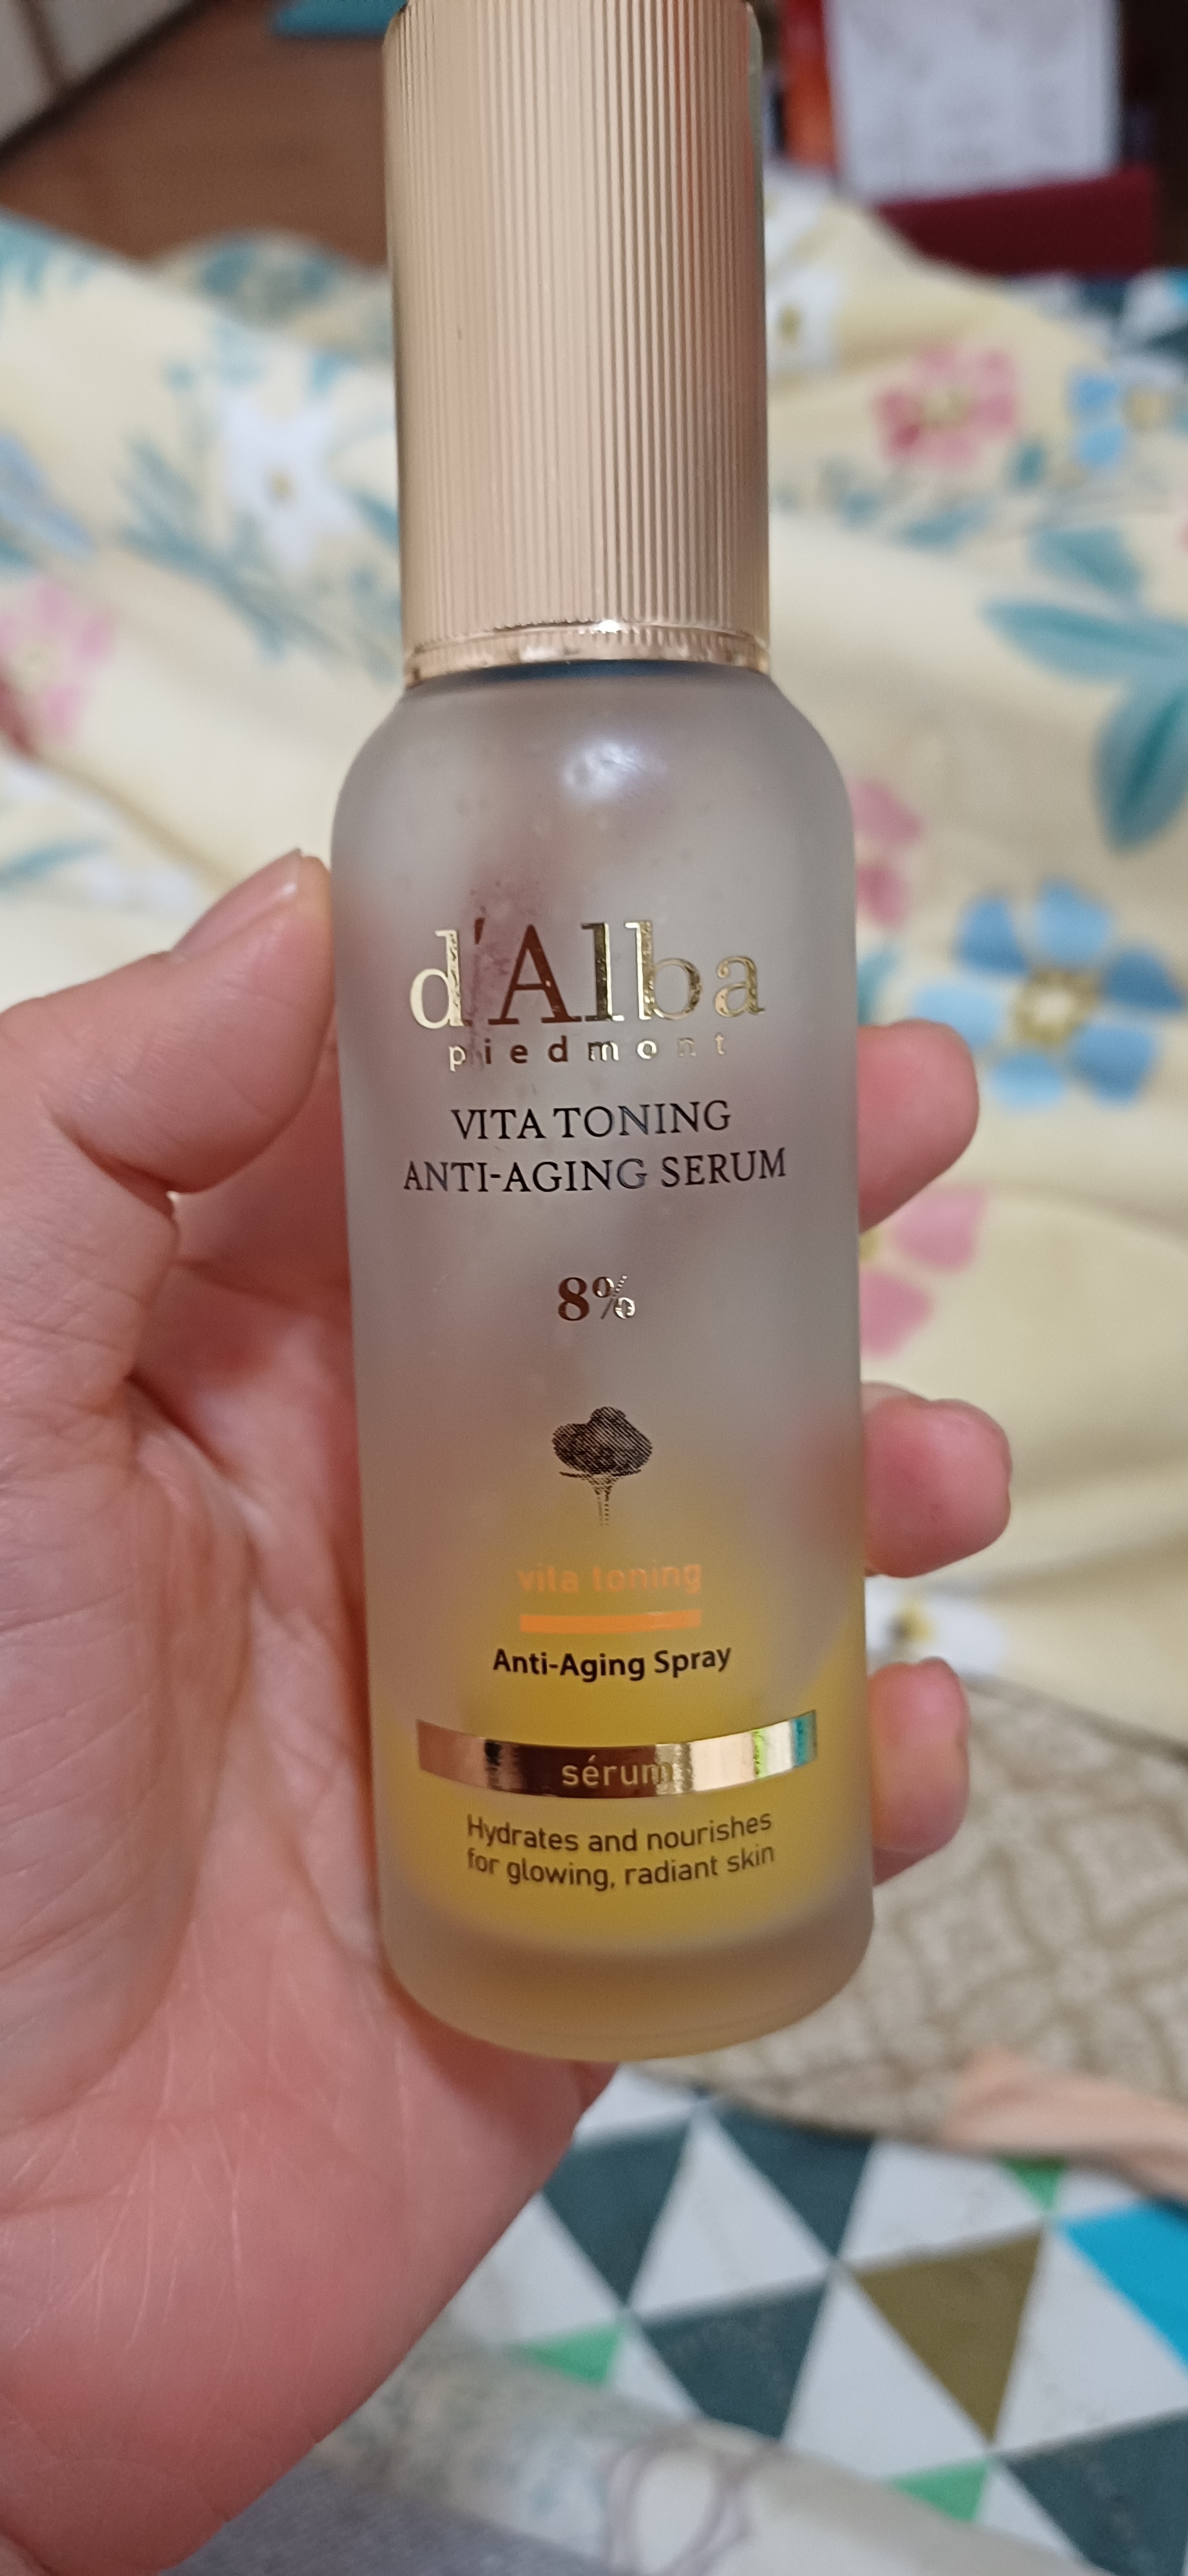 d'Alba
piedmont
VITA TONING
ANTI-AGING SERUM
8%
vita toning
Anti-Aging Spray
sérum
Hydrates and nourishes
for glowing, radiant skin